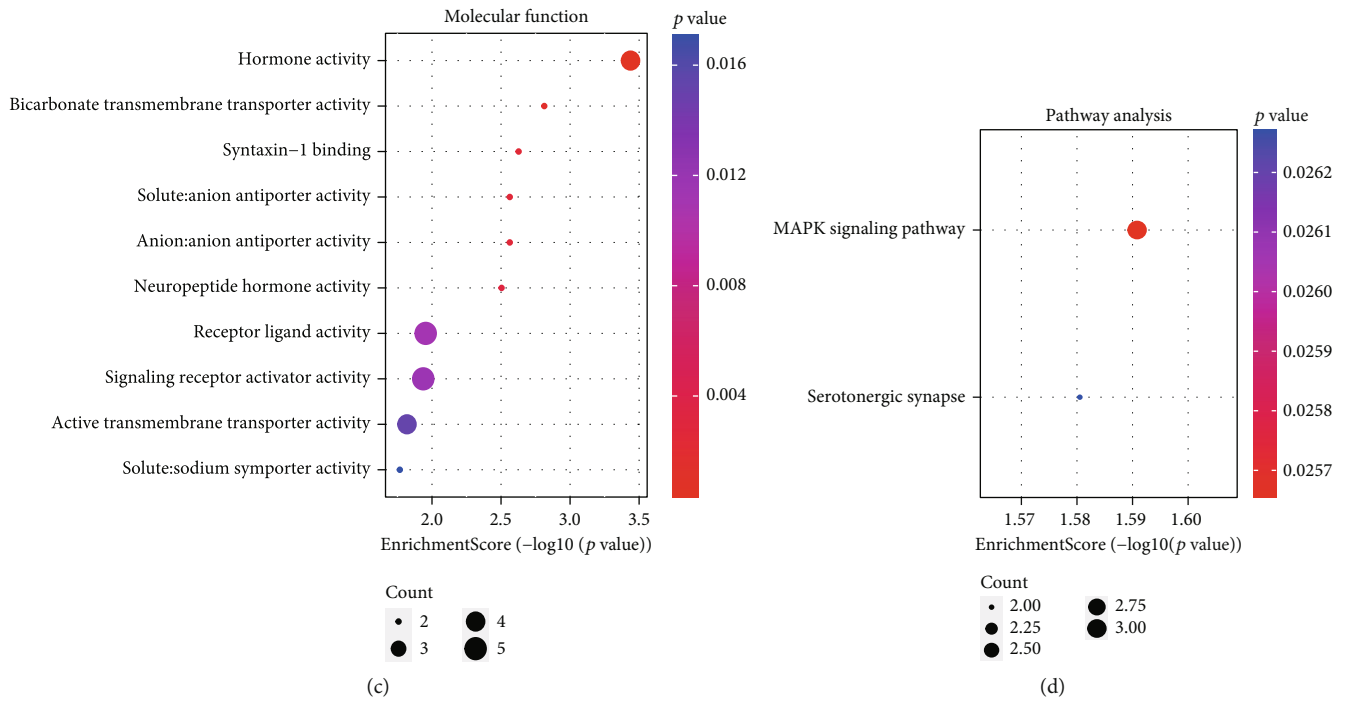 Molecular function
p value
Hormone activity
Bicarbonate transmembrane transporter activity
Syntaxin−1 binding
Solute:anion antiporter activity
Anion:anion antiporter activity
Neuropeptide hormone activity
Receptor ligand activity
Signaling receptor activator activity
Active transmembrane transporter activity
Solute:sodium symporter activity
0.016
0.012
0.008
0.004
2.0 2.5 3.0 3.5
EnrichmentScore (−log10 (p value))
Count
2 4
3 5
(c)
Pathway analysis
p value
MAPK signaling pathway
Serotonergic synapse
0.0262
0.0261
0.0260
0.0259
0.0258
0.0257
1.57 1.58 1.59 1.60
EnrichmentScore (−log10(p value))
Count
2.00 2.75
2.25 3.00
2.50
(d)